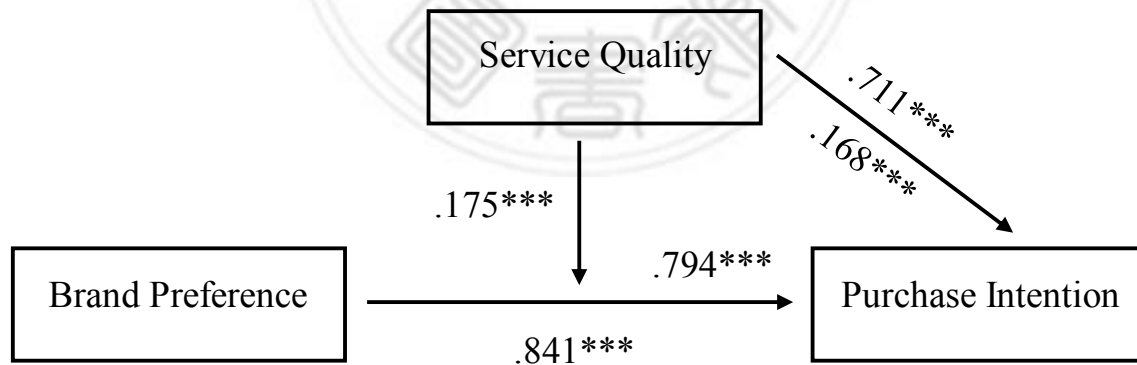 Service Quality
.711***
.168***
.175***
.794***
Brand Preference
Purchase Intention
.841***